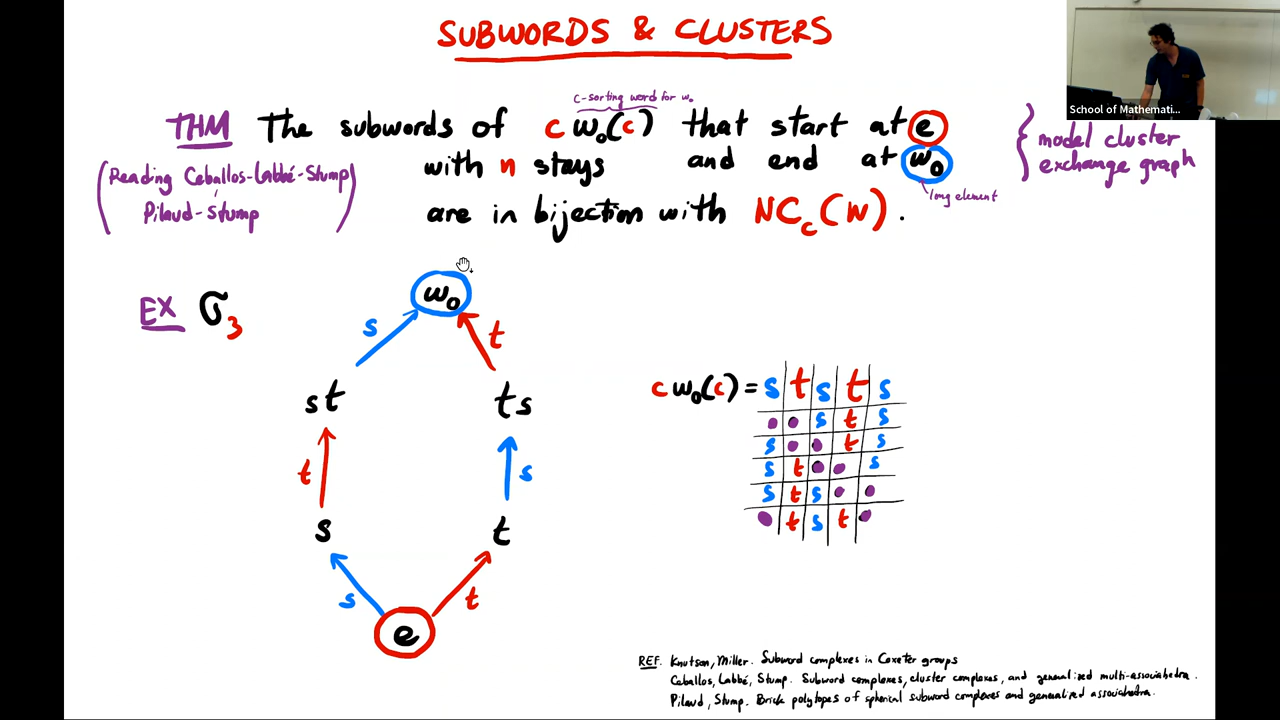 SUBWORDS & CLUSTERS
School of Mathemati...
c-sorting word for w₀
THM The subwords of c w₀(c) that start at e
with n stays and end at w₀
long element
are in bijection with NC_c(W).
(Reading Ceballos-Labbé-Stump
Pilaud-Stump)
} model cluster
exchange graph
EX 𝔖₃
w₀
s t
st ts
t s
s t
s t
e
c w₀(c) = s t s t s
• • s t s
s • • t s
s t • • s
s t s • •
• t s t •
REF. Knutson, Miller. Subword complexes in Coxeter groups
Ceballos, Labbé, Stump. Subword complexes, cluster complexes, and generalized multi-associahedra.
Pilaud, Stump. Brick polytopes of spherical subword complexes and generalized associahedra.